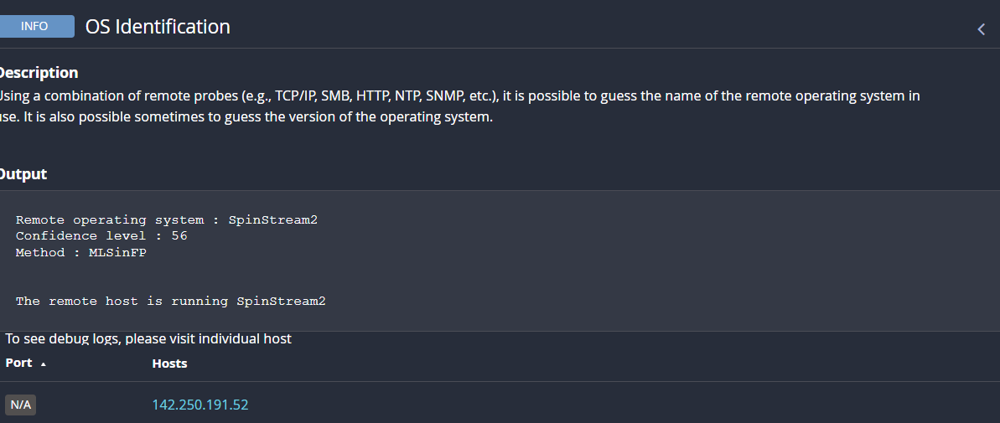 INFO OS Identification
Description
Using a combination of remote probes (e.g., TCP/IP, SMB, HTTP, NTP, SNMP, etc.), it is possible to guess the name of the remote operating system in
use. It is also possible sometimes to guess the version of the operating system.
Output
Remote operating system : SpinStream2
Confidence level : 56
Method : MLSinFP
The remote host is running SpinStream2
To see debug logs, please visit individual host
Port Hosts
N/A 142.250.191.52